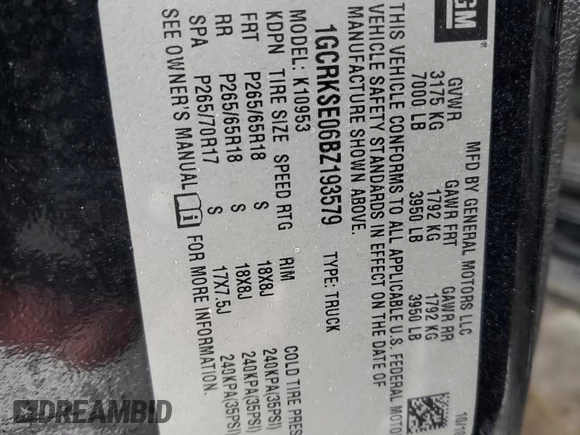 GM
MFD BY GENERAL MOTORS LLC
10/10
GVWR GAWR FRT GAWR RR
3175 KG 1792 KG 1792 KG
7000 LB 3950 LB 3950 LB
THIS VEHICLE CONFORMS TO ALL APPLICABLE U.S. FEDERAL MOTOR
VEHICLE SAFETY STANDARDS IN EFFECT ON THE DATE OF
MANUFACTURE SHOWN ABOVE.
1GCRKSE06BZ193579 TYPE: TRUCK
MODEL: K10953
KDPN TIRE SIZE SPEED RTG RIM COLD TIRE PRES
FRT P265/65R18 S 18X8J 240KPA(35PSI)
RR P265/65R18 S 18X8J 240KPA(35PSI)
SPA P265/70R17 S 17X7.5J 240KPA(35PSI)
SEE OWNER'S MANUAL FOR MORE INFORMATION.
DREAMBID